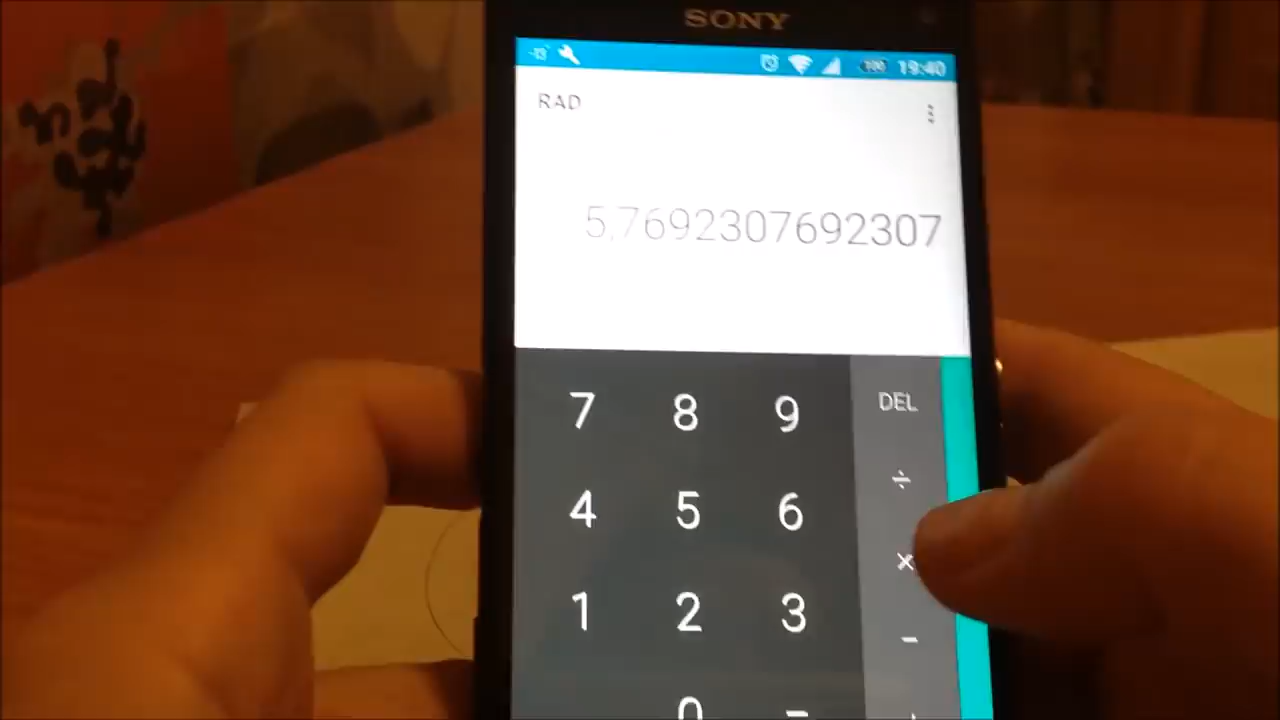 SONY
19:40
RAD
5,7692307692307
7 8 9 DEL
÷
4 5 6
×
1 2 3
−
0 =
+